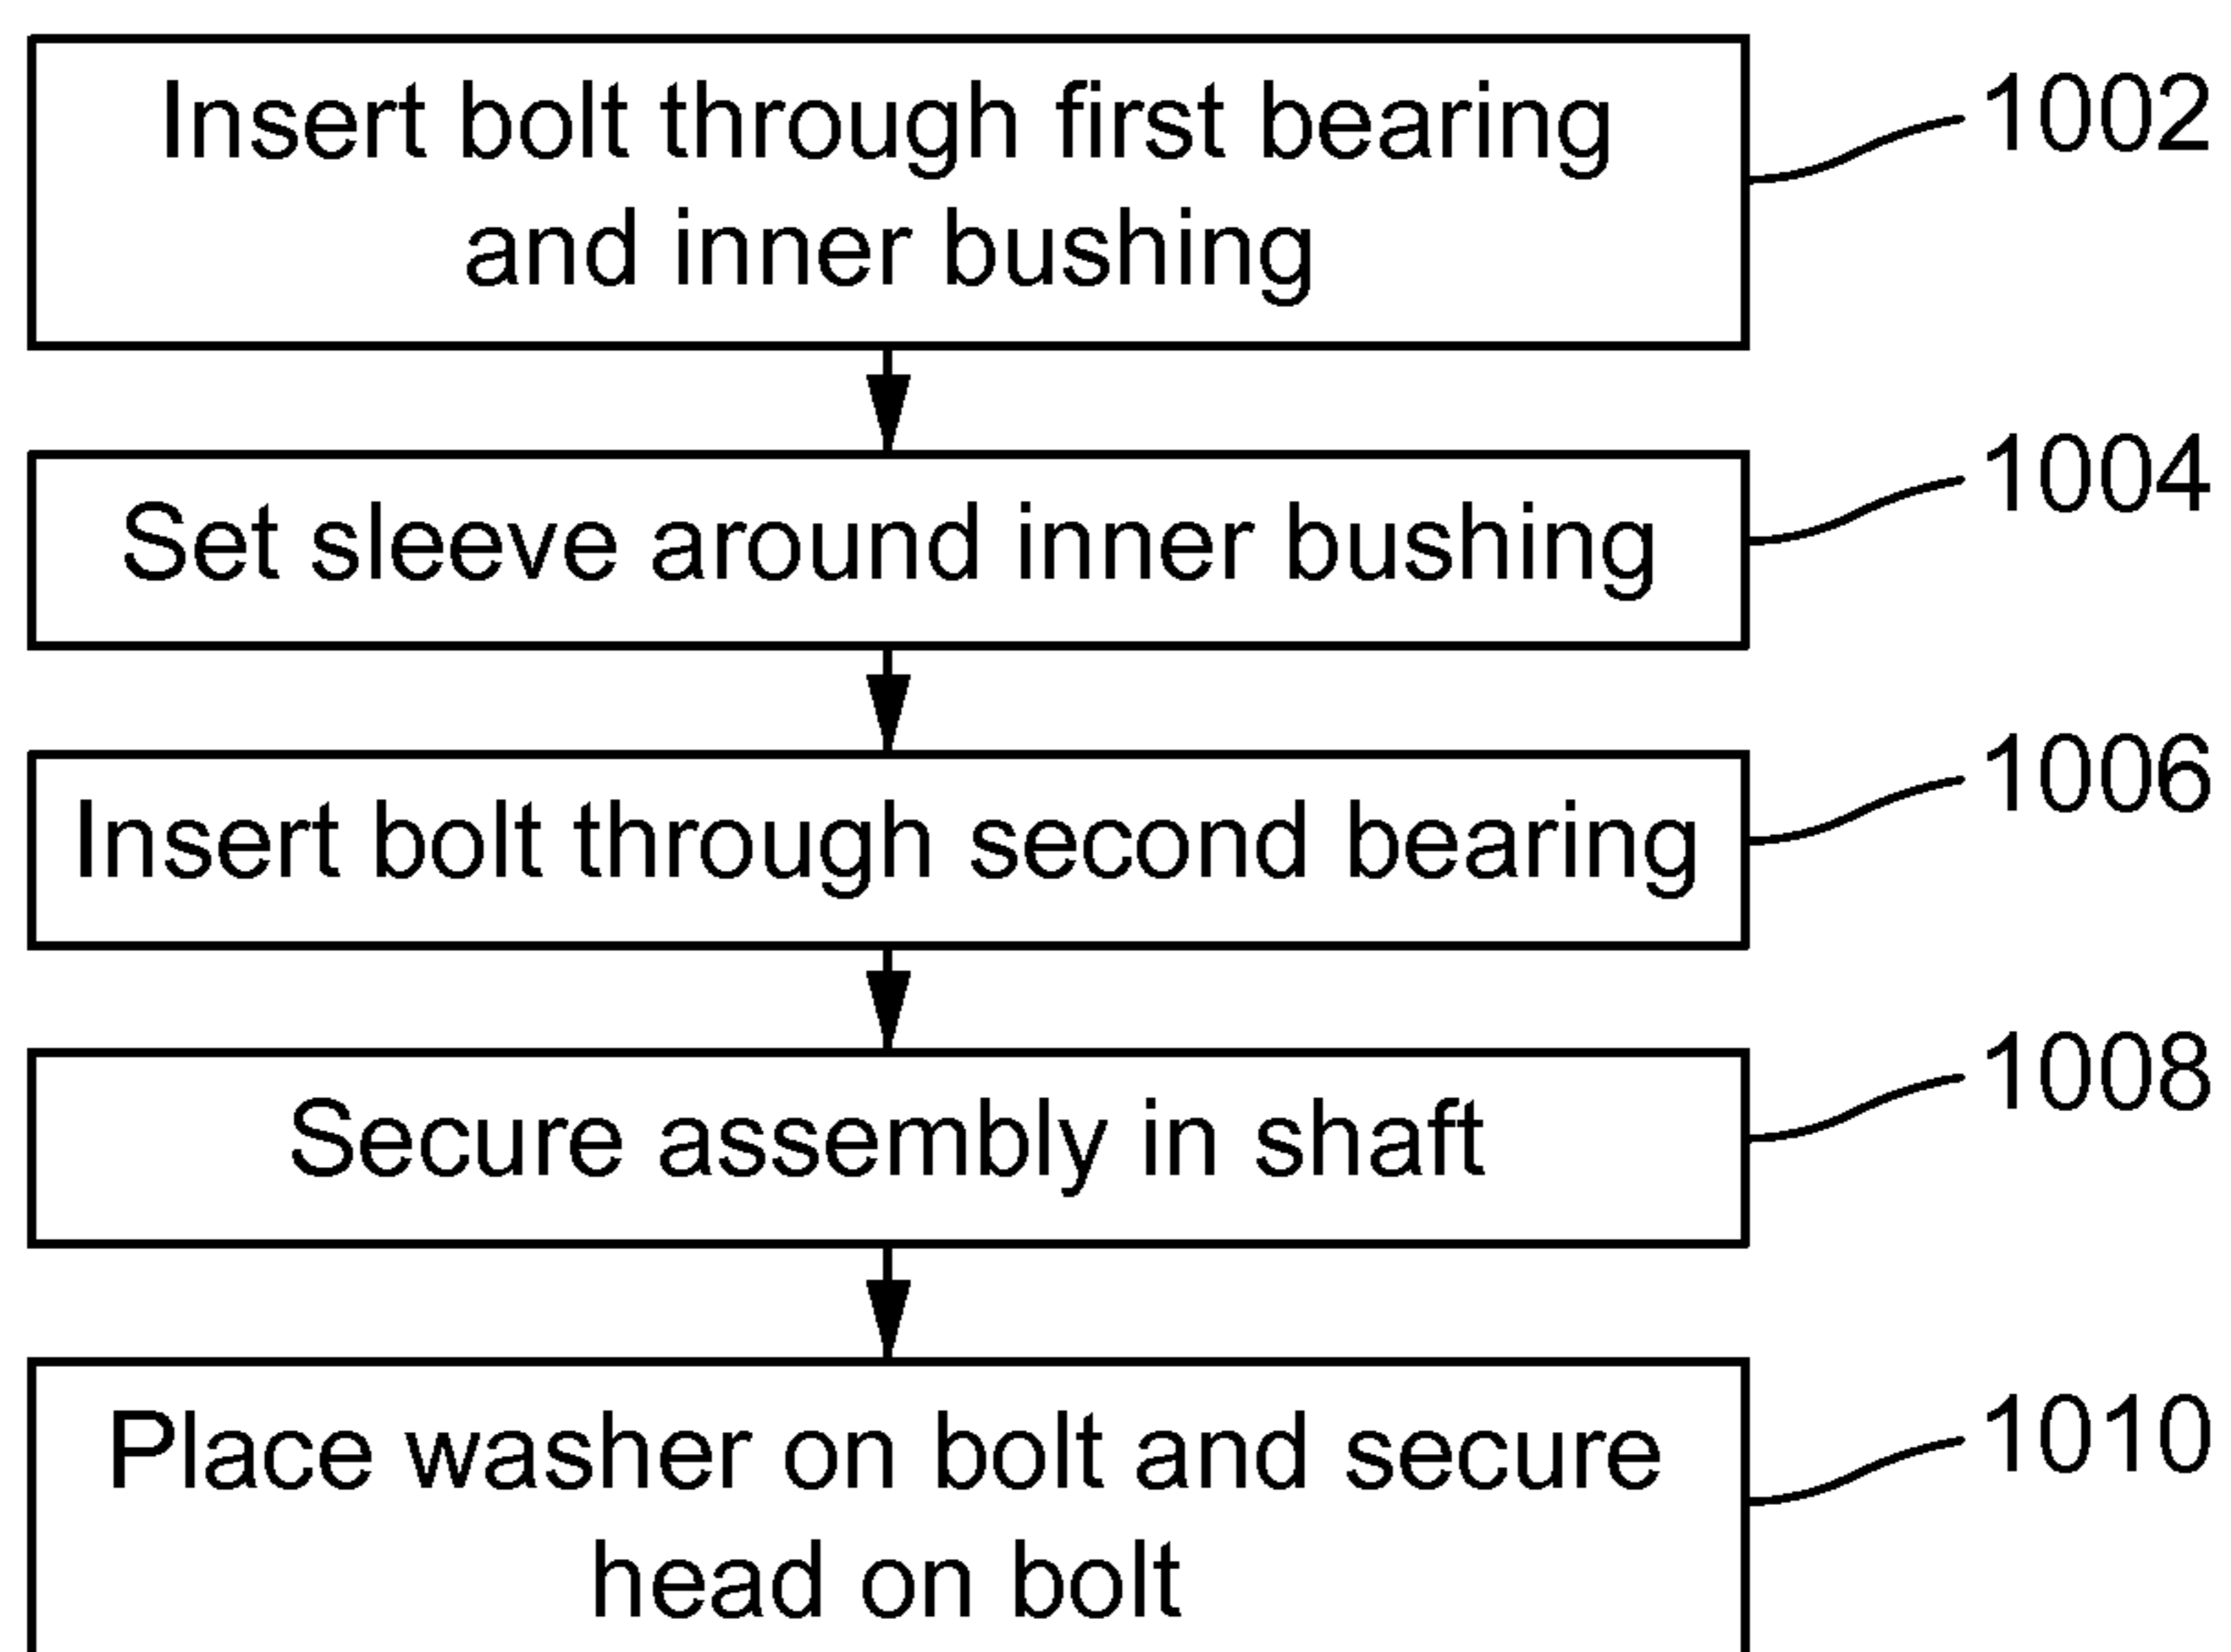 Insert bolt through first bearing
and inner bushing
1002
Set sleeve around inner bushing
1004
Insert bolt through second bearing
1006
Secure assembly in shaft
1008
Place washer on bolt and secure
head on bolt
1010